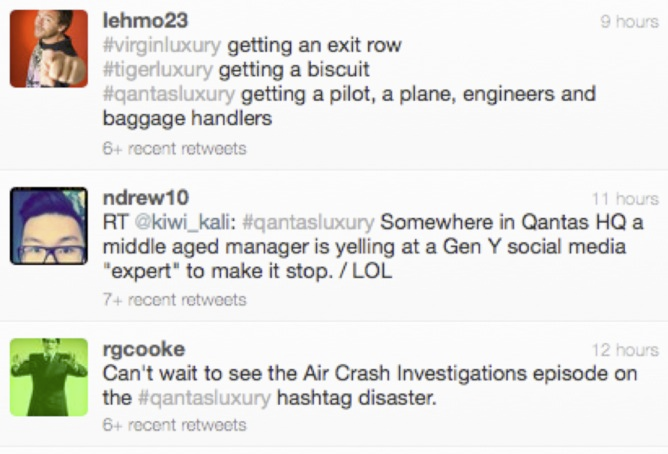 lehmo23 9 hours
#virginluxury getting an exit row
#tigerluxury getting a biscuit
#qantasluxury getting a pilot, a plane, engineers and
baggage handlers
6+ recent retweets
ndrew10 11 hours
RT @kiwi_kali: #qantasluxury Somewhere in Qantas HQ a
middle aged manager is yelling at a Gen Y social media
"expert" to make it stop. / LOL
7+ recent retweets
rgcooke 12 hours
Can't wait to see the Air Crash Investigations episode on
the #qantasluxury hashtag disaster.
6+ recent retweets